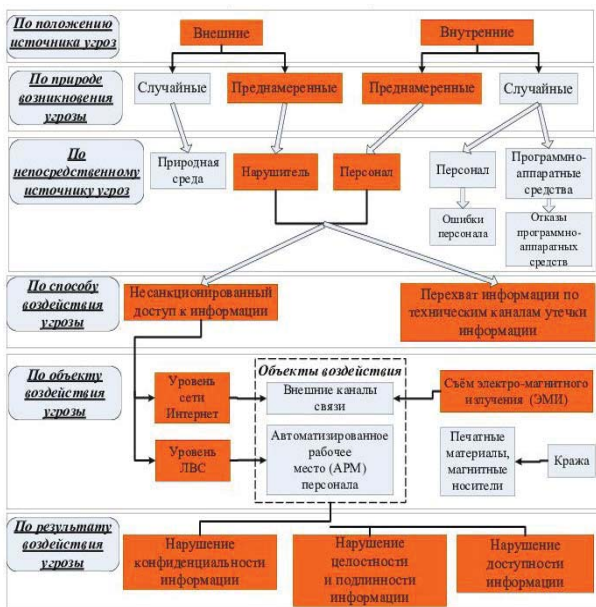 По положению
источника угроз
Внешние
Внутренние
По природе
возникновения
угрозы
Случайные
Преднамеренные
Преднамеренные
Случайные
По
непосредственному
источнику угроз
Природная
среда
Нарушитель
Персонал
Персонал
Программно-
аппаратные
средства
Ошибки
персонала
Отказы
программно-
аппаратных
средств
По способу
воздействия
угрозы
Несанкционированный
доступ к информации
Перехват информации по
техническим каналам утечки
информации
По объекту
воздействия
угрозы
Уровень
сети
Интернет
Объекты воздействия
Внешние каналы
связи
Съём электро-магнитного
излучения (ЭМИ)
Уровень
ЛВС
Автоматизированное
рабочее
место (АРМ)
персонала
Печатные
материалы,
магнитные
носители
Кража
По результату
воздействия
угрозы
Нарушение
конфиденциальности
информации
Нарушение
целостности
и подлинности
информации
Нарушение
доступности
информации